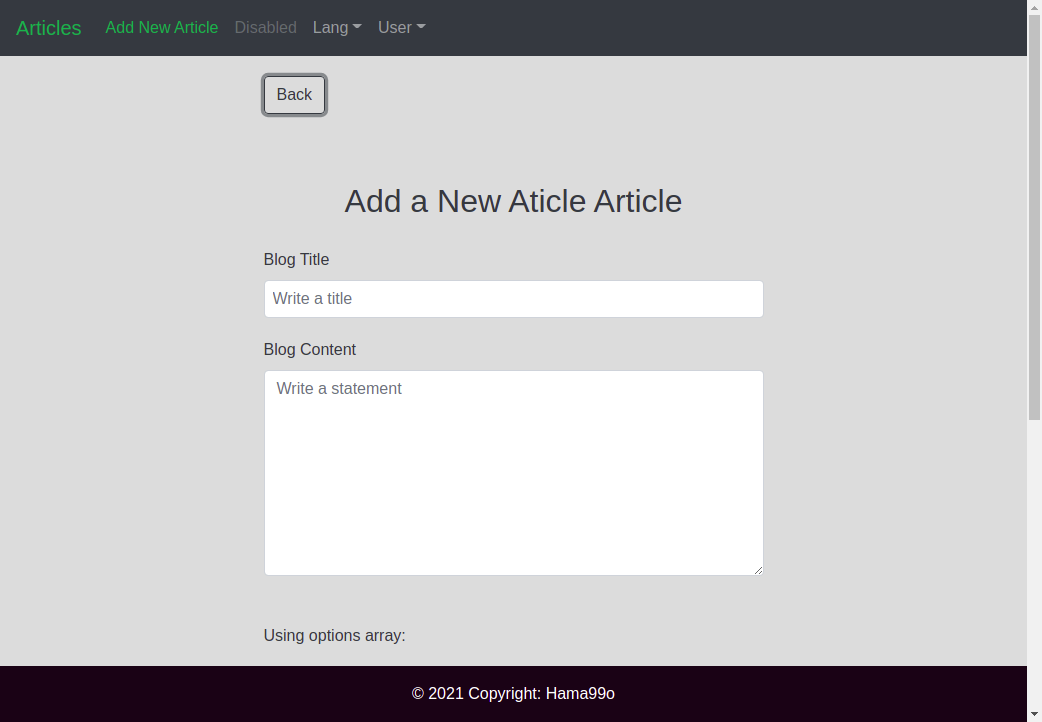 Articles Add New Article Disabled Lang User
Back
Add a New Aticle Article
Blog Title
Write a title
Blog Content
Write a statement
Using options array:
© 2021 Copyright: Hama99o